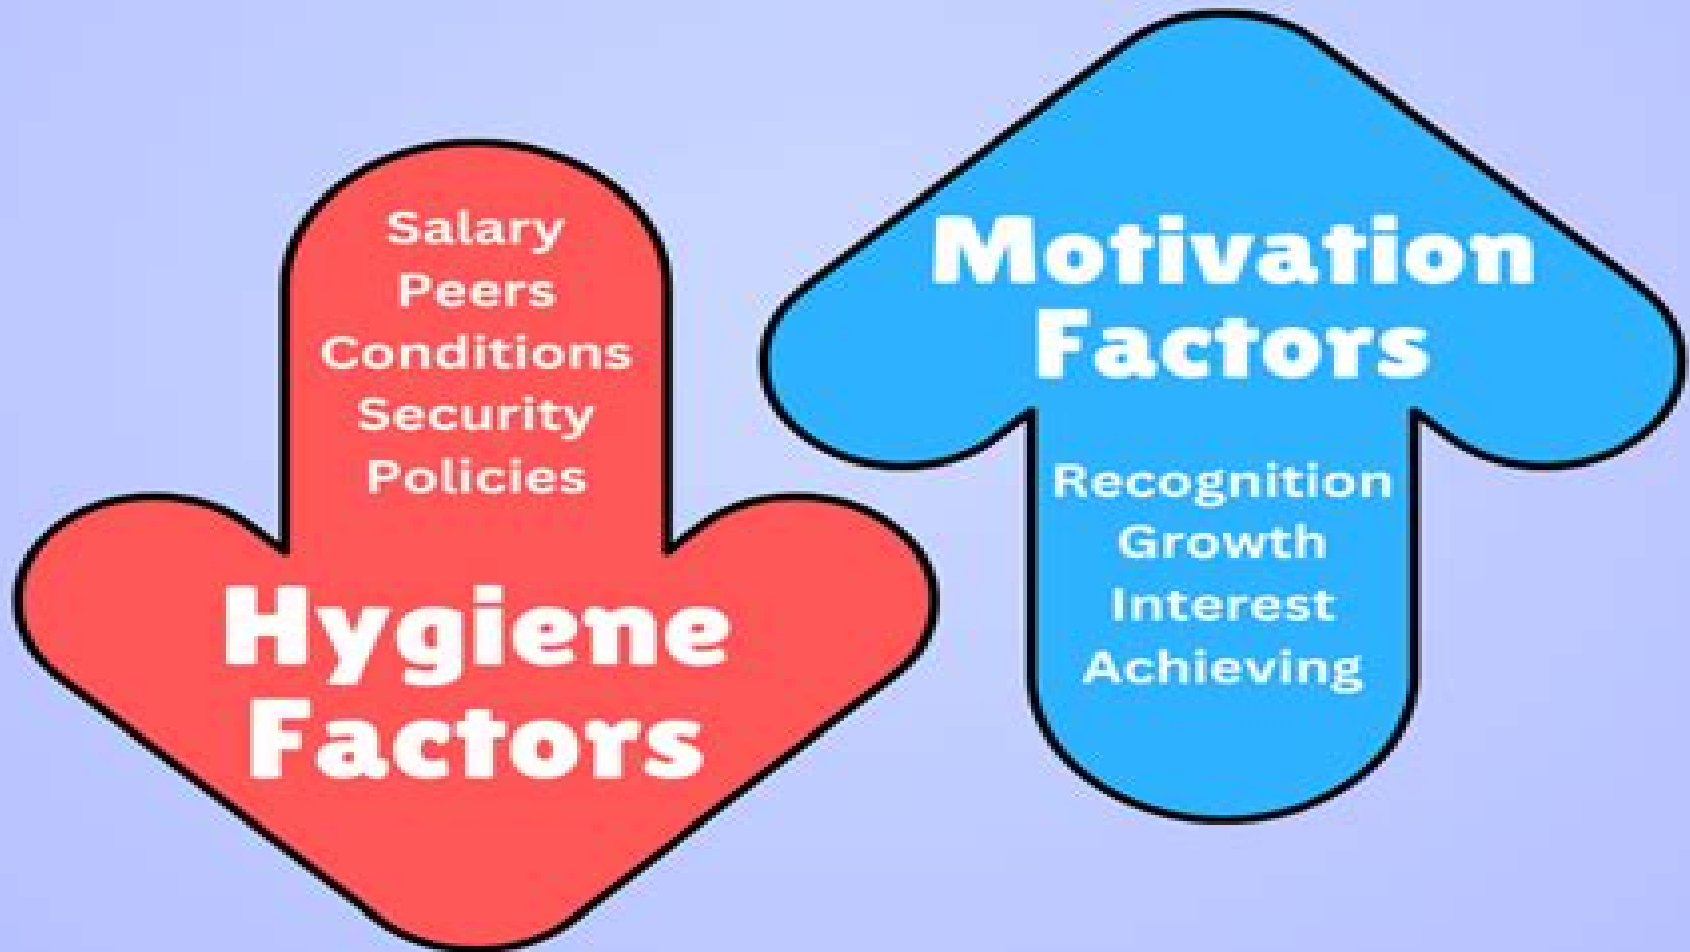 Salary
Peers
Conditions
Security
Policies
Hygiene
Factors
Motivation
Factors
Recognition
Growth
Interest
Achieving